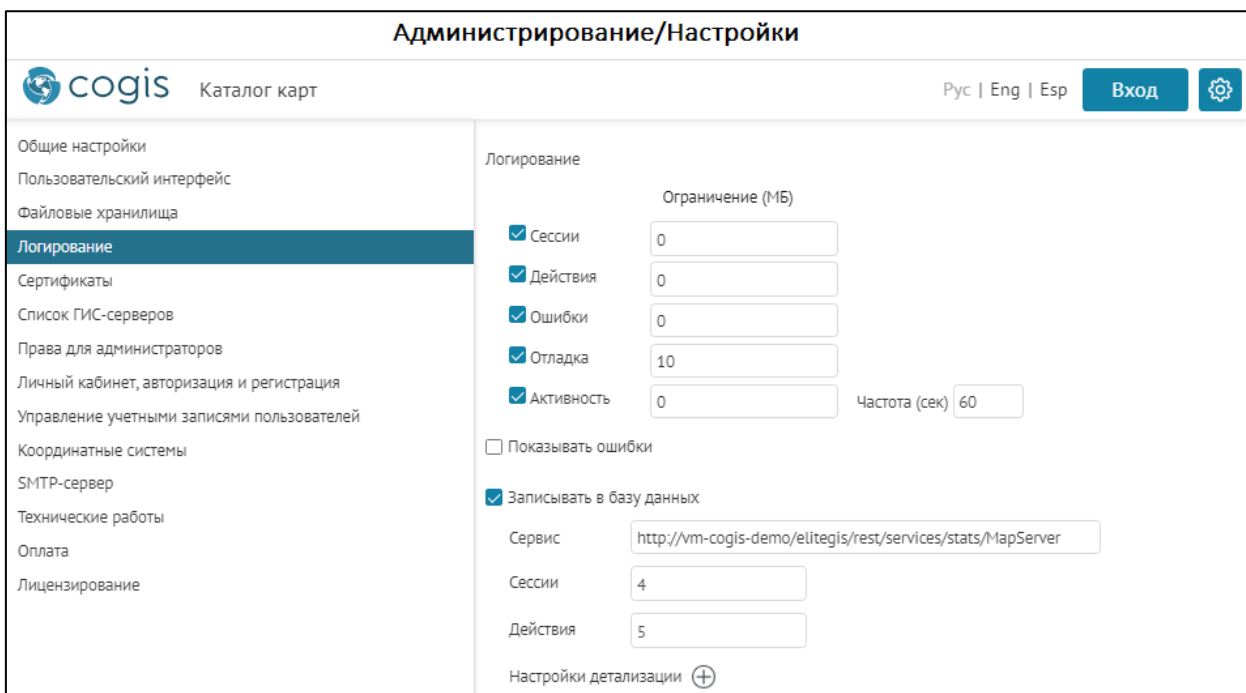 Администрирование/Настройки
cogis Каталог карт Рус | Eng | Esp Вход
Общие настройки
Пользовательский интерфейс
Файловые хранилища
Логирование
Сертификаты
Список ГИС-серверов
Права для администраторов
Личный кабинет, авторизация и регистрация
Управление учетными записями пользователей
Координатные системы
SMTP-сервер
Технические работы
Оплата
Лицензирование
Логирование
Ограничение (МБ)
Сессии 0
Действия 0
Ошибки 0
Отладка 10
Активность 0 Частота (сек) 60
Показывать ошибки
Записывать в базу данных
Сервис http://vm-cogis-demo/elitegis/rest/services/stats/MapServer
Сессии 4
Действия 5
Настройки детализации